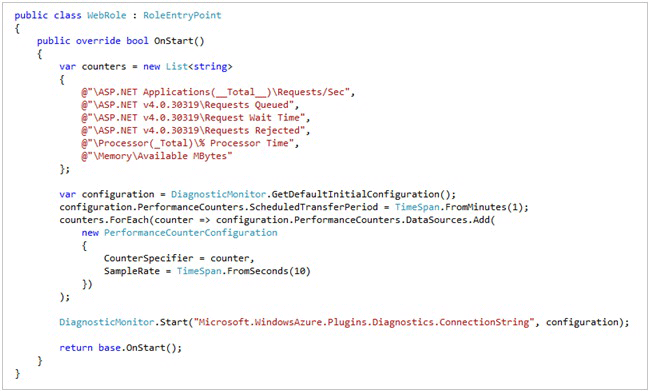 public class WebRole : RoleEntryPoint
{
    public override bool OnStart()
    {
        var counters = new List<string>
        {
            @"\ASP.NET Applications(__Total__)\Requests/Sec",
            @"\ASP.NET v4.0.30319\Requests Queued",
            @"\ASP.NET v4.0.30319\Request Wait Time",
            @"\ASP.NET v4.0.30319\Requests Rejected",
            @"\Processor(_Total)\% Processor Time",
            @"\Memory\Available MBytes"
        };

        var configuration = DiagnosticMonitor.GetDefaultInitialConfiguration();
        configuration.PerformanceCounters.ScheduledTransferPeriod = TimeSpan.FromMinutes(1);
        counters.ForEach(counter => configuration.PerformanceCounters.DataSources.Add(
            new PerformanceCounterConfiguration
            {
                CounterSpecifier = counter,
                SampleRate = TimeSpan.FromSeconds(10)
            })
        );

        DiagnosticMonitor.Start("Microsoft.WindowsAzure.Plugins.Diagnostics.ConnectionString", configuration);

        return base.OnStart();
    }
}